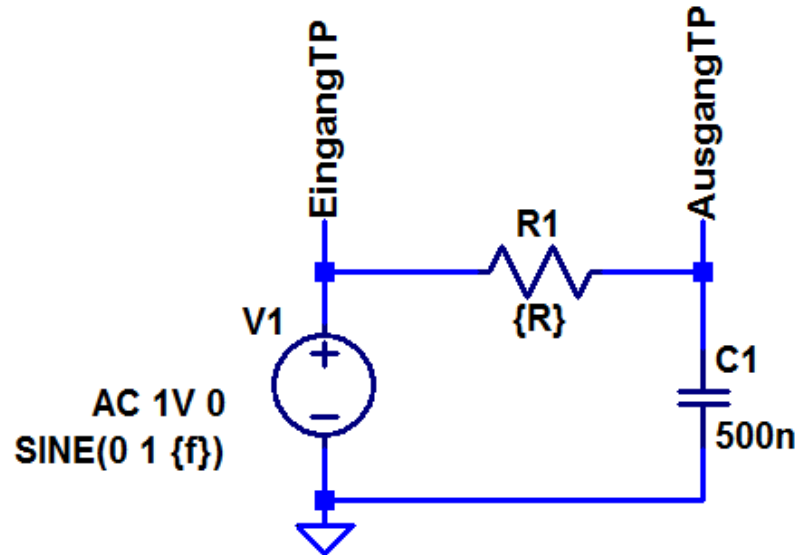 EingangTP
AusgangTP
R1
{R}
V1
AC 1V 0
SINE(0 1 {f})
C1
500n